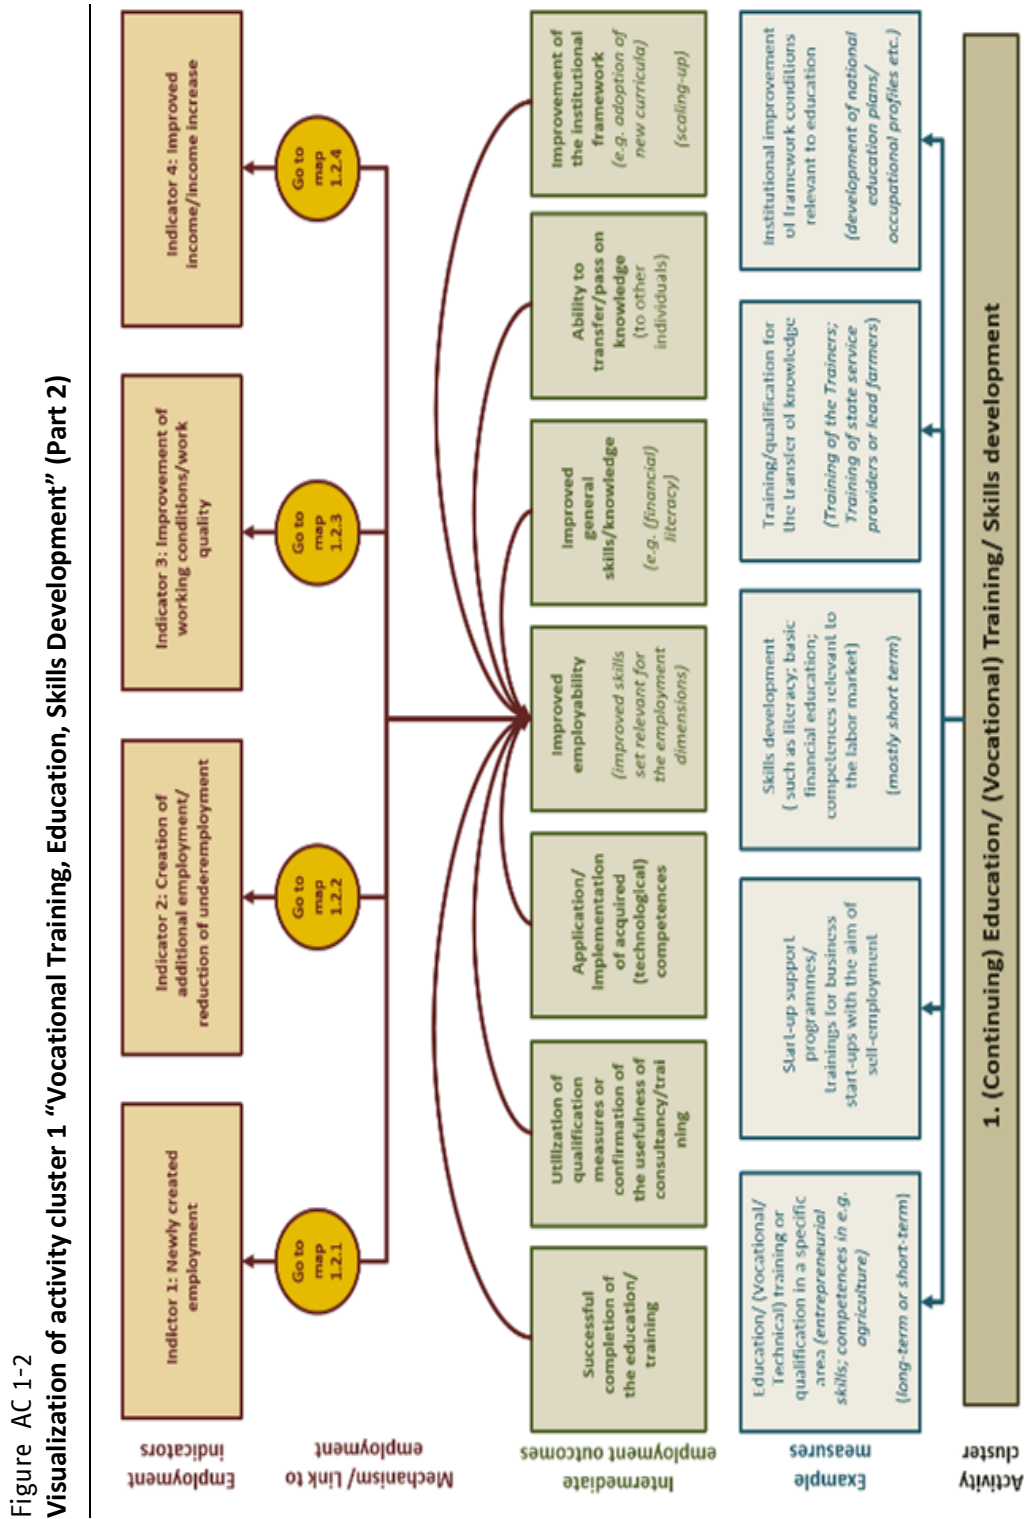 Figure AC 1-2
Visualization of activity cluster 1 “Vocational Training, Education, Skills Development” (Part 2)
Employment
indicators
Indictor 1: Newly created
employment
Indicator 2: Creation of
additional employment/
reduction of underemployment
Indicator 3: Improvement of
working conditions/work
quality
Indicator 4: Improved
income/income increase
Mechanism/ Link to
employment
Go to
map
1.2.1
Go to
map
1.2.2
Go to
map
1.2.3
Go to
map
1.2.4
Intermediate
employment outcomes
Successful
completion of
the education/
training
Utilization of
qualification
measures or
confirmation of
the usefulness of
consultancy/trai
ning
Application/
implementation
of acquired
(technological)
competences
Improved
employability
(improved skills
set relevant for
the employment
dimensions)
Improved
general
skills/knowledge
(e.g. (financial)
literacy)
Ability to
transfer/pass on
knowledge
(to other
individuals)
Improvement of
the institutional
framework
(e.g. adoption of
new curricula)
(scaling-up)
Example
measures
Education/ (Vocational/
Technical) training or
qualification in a specific
area (entrepreneurial
skills; competences in e.g.
agriculture)
(long-term or short-term)
Start-up support
programmes/
trainings for business
start-ups with the aim of
self-employment
Skills development
( such as literacy; basic
financial education;
competences relevant to
the labor market)
(mostly short term)
Training/qualification for
the transfer of knowledge
(Training of the Trainers;
Training of state service
providers or lead farmers)
Institutional improvement
of framework conditions
relevant to education
(development of national
education plans/
occupational profiles etc.)
Activity
cluster
1. (Continuing) Education/ (Vocational) Training/ Skills development